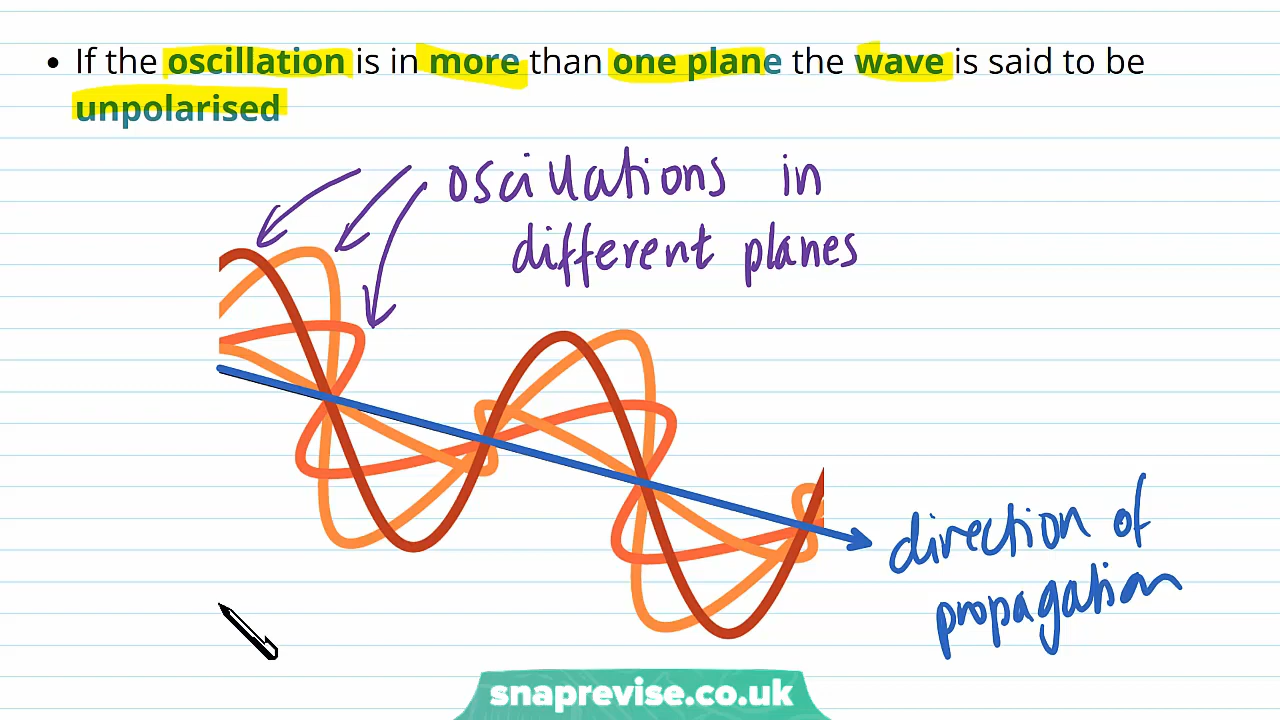 • If the oscillation is in more than one plane the wave is said to be
unpolarised
oscillations in
different planes
direction of
propagation
snaprevise.co.uk